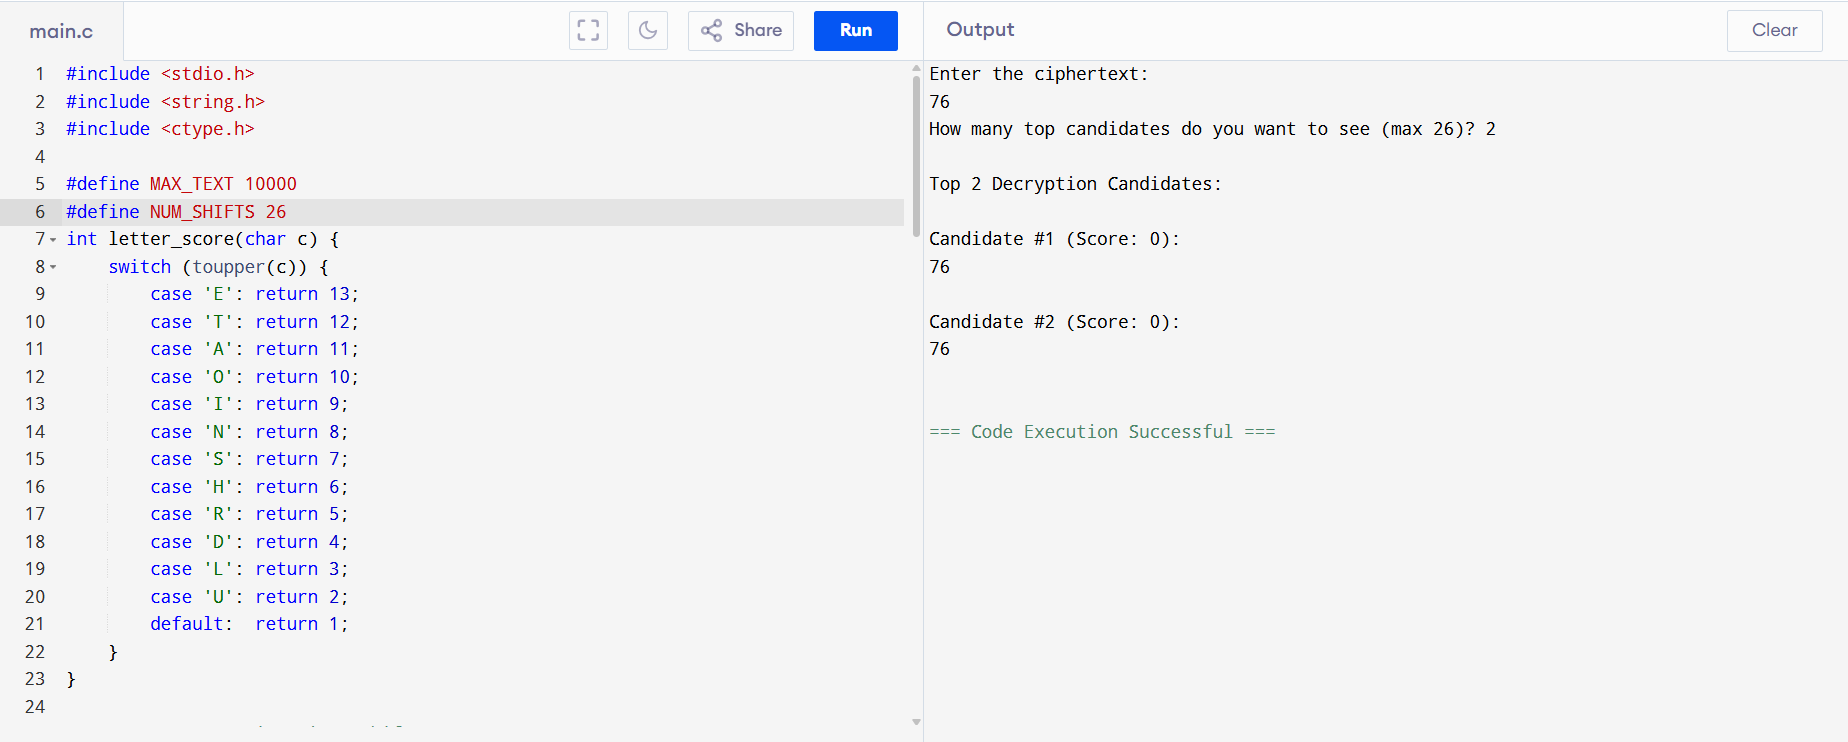 main.c
Share
Run
Output
Clear
1 #include <stdio.h>
2 #include <string.h>
3 #include <ctype.h>
4
5 #define MAX_TEXT 10000
6 #define NUM_SHIFTS 26
7 int letter_score(char c) {
8     switch (toupper(c)) {
9         case 'E': return 13;
10         case 'T': return 12;
11         case 'A': return 11;
12         case 'O': return 10;
13         case 'I': return 9;
14         case 'N': return 8;
15         case 'S': return 7;
16         case 'H': return 6;
17         case 'R': return 5;
18         case 'D': return 4;
19         case 'L': return 3;
20         case 'U': return 2;
21         default:  return 1;
22     }
23 }
24
Enter the ciphertext:
76
How many top candidates do you want to see (max 26)? 2
Top 2 Decryption Candidates:
Candidate #1 (Score: 0):
76
Candidate #2 (Score: 0):
76
=== Code Execution Successful ===